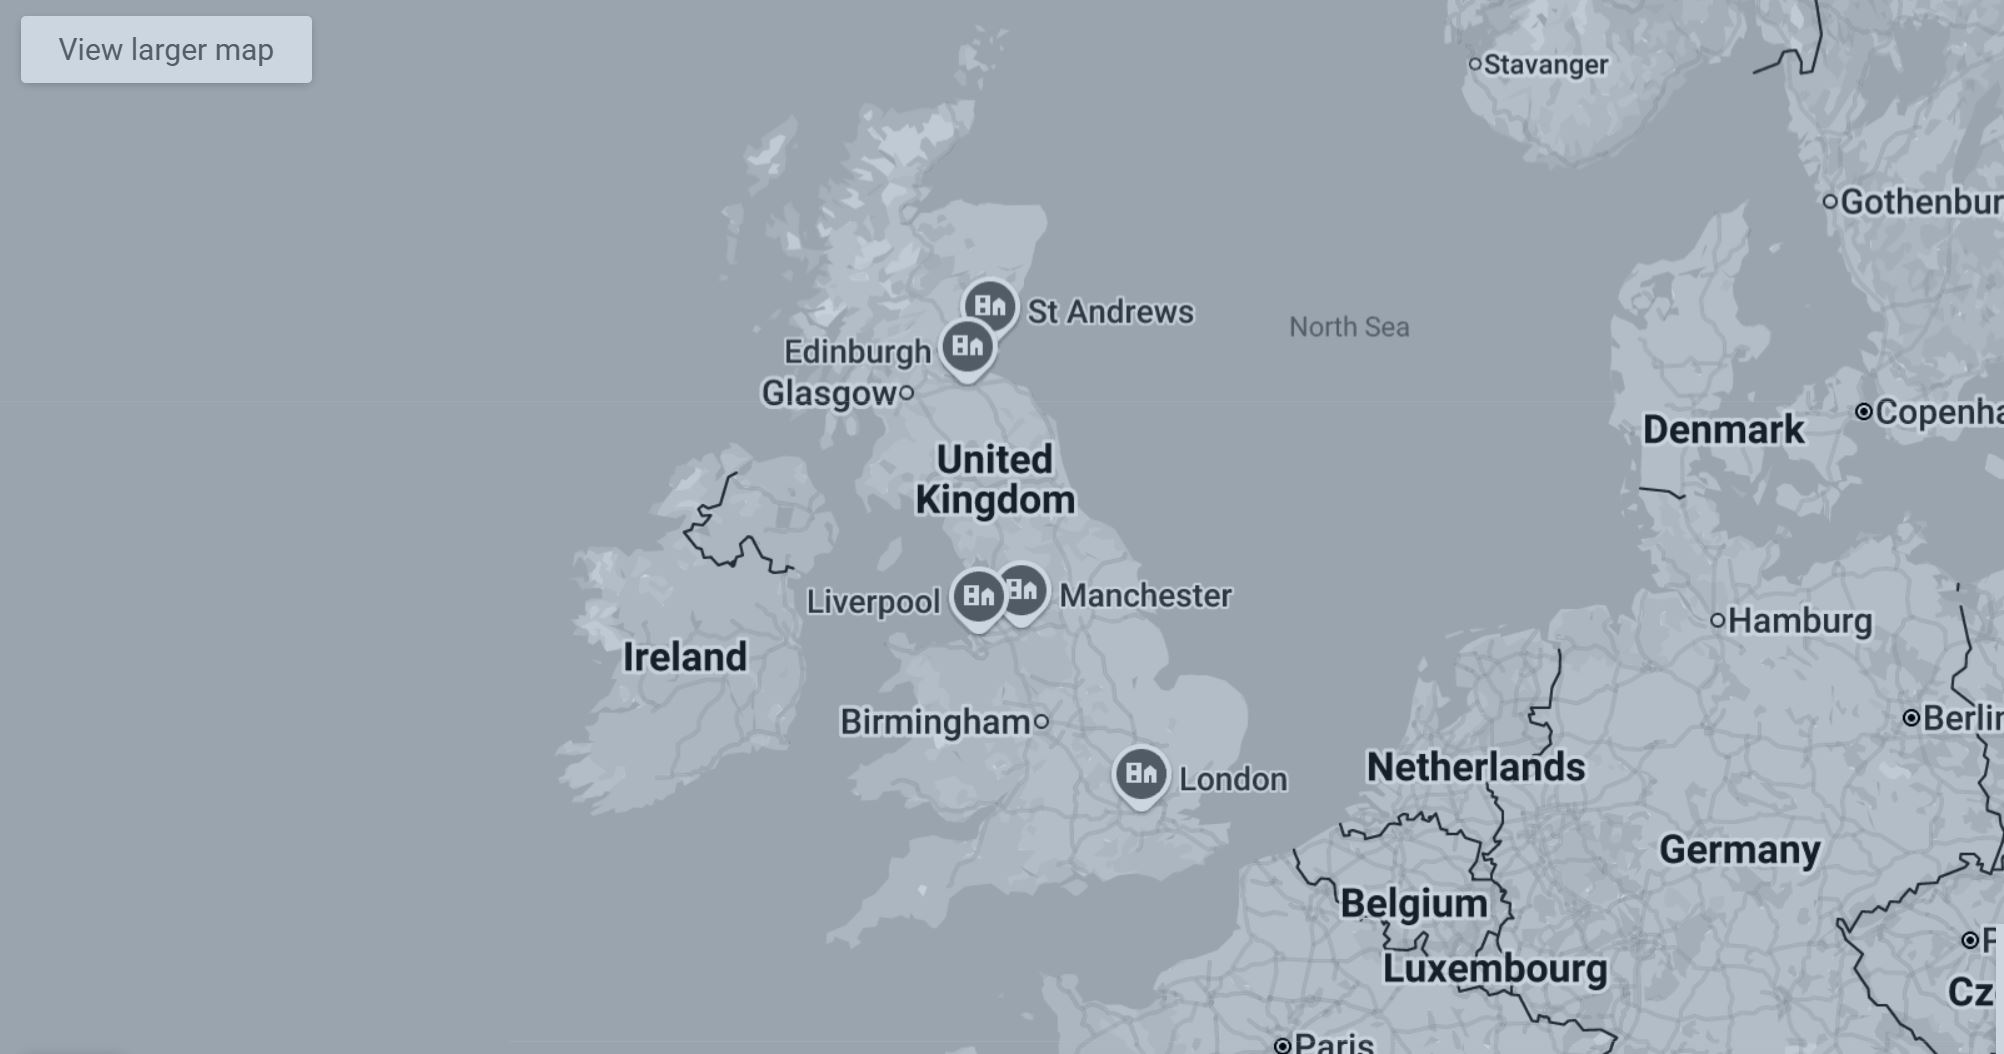 View larger map
Stavanger
Gothenbur
St Andrews
North Sea
Edinburgh
Glasgow
Copenha
Denmark
United
Kingdom
Liverpool
Manchester
Hamburg
Ireland
Birmingham
Berlin
Netherlands
London
Germany
Belgium
Luxembourg
Cz
Paris